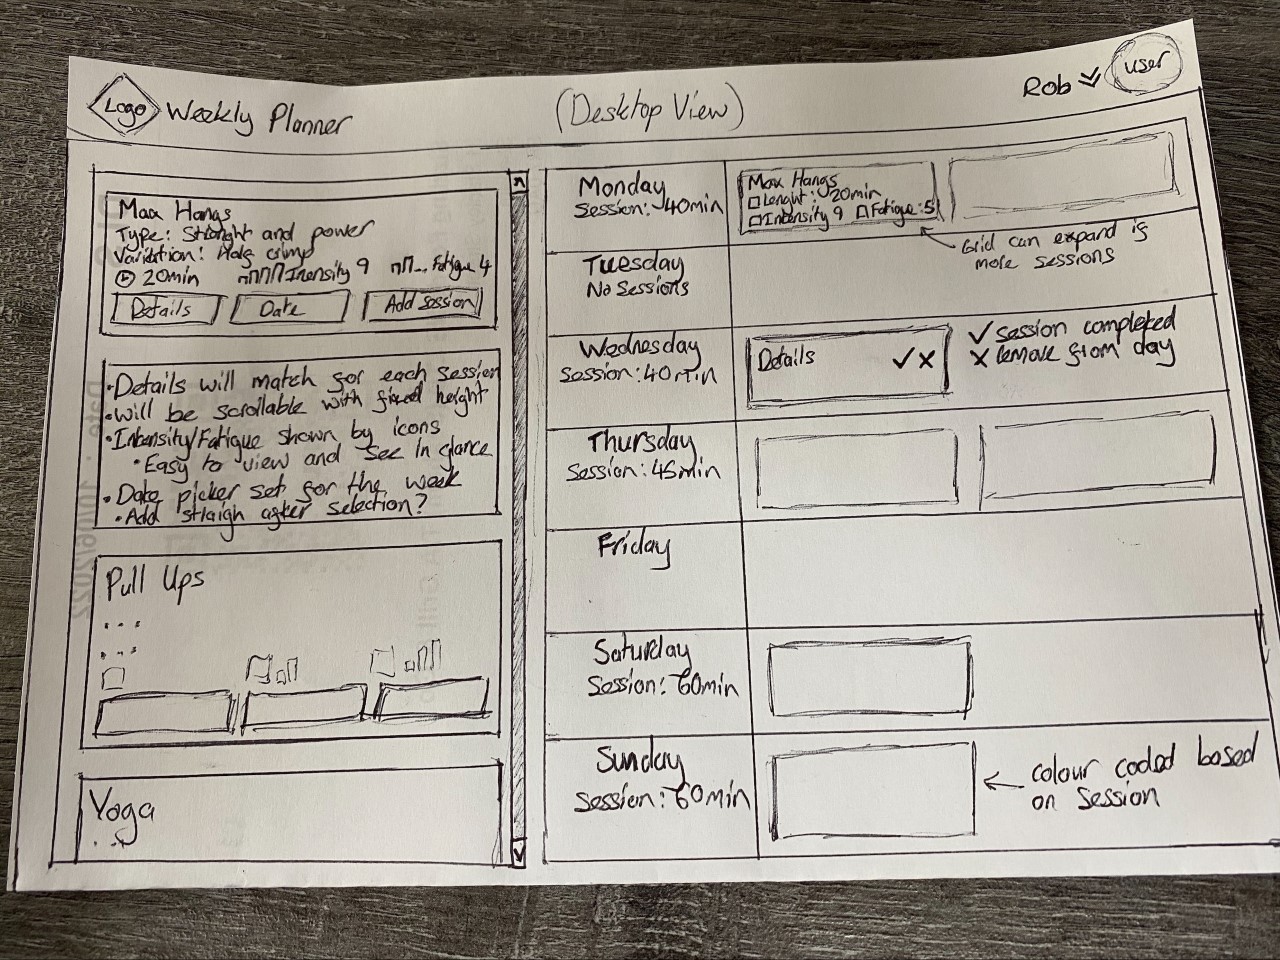 Logo Weekly Planner
(Desktop View)
Rob
User
Max Hangs
Type: Strenght and power
Variation: Half crimp
20min Intensity 9 Fatigue 4
Details Date Add Session
• Details will match for each session
• will be scrollable with fixed height
• Intensity/Fatigue shown by icons
• Easy to view and see in glance
• Date picker set for the week
• Add straigh after selection?
Pull Ups
Yoga
Monday
Session: 40min
Max Hangs
Lenght: 20min
Intensity 9 Fatigue: 5
Grid can expand is
more sessions
Tuesday
No Sessions
Wednesday
Session: 40min
Details ✓ X
✓ session completed
X remove from day
Thursday
Session: 45min
Friday
Saturday
Session: 60min
Sunday
Session: 60min
← colour coded based
on session